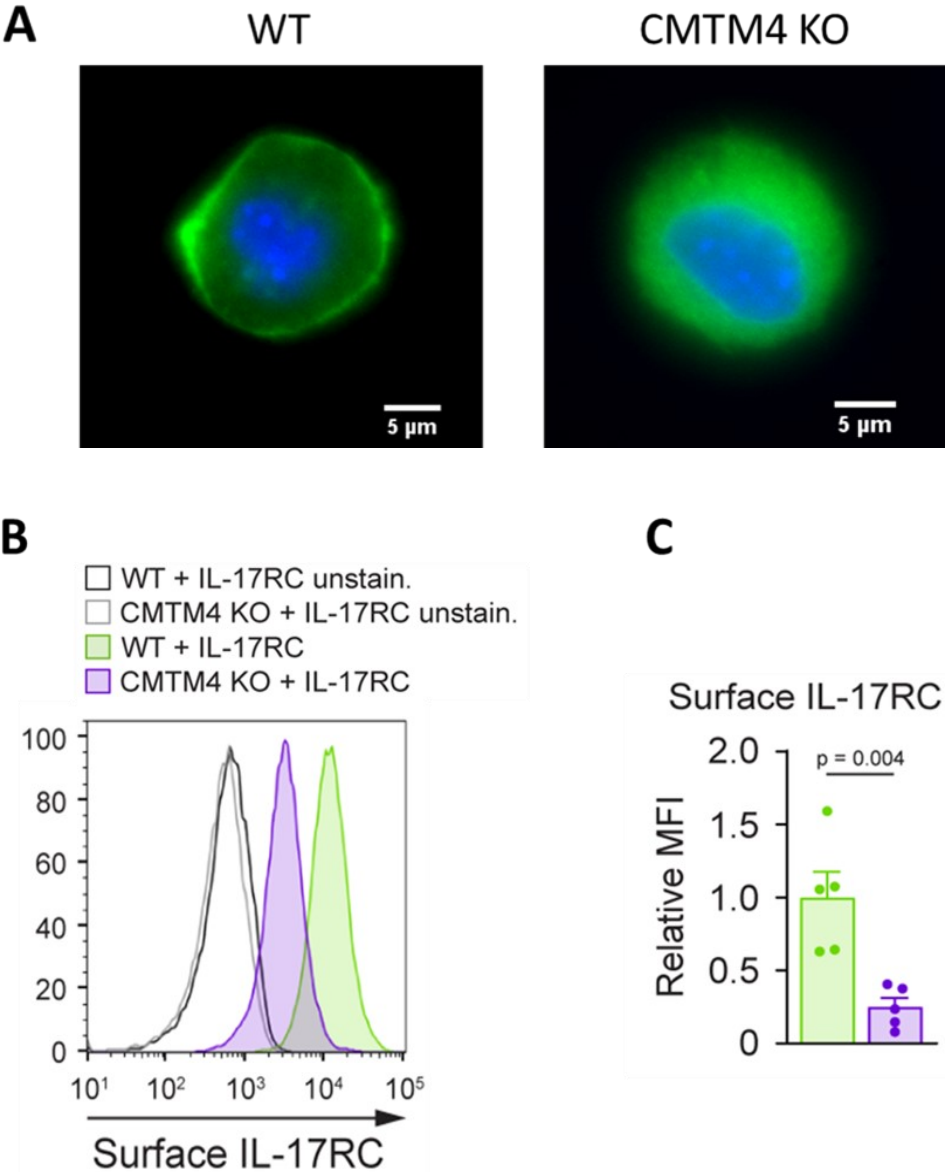 A
WT
CMTM4 KO
5 µm
5 µm
B
WT + IL-17RC unstain.
CMTM4 KO + IL-17RC unstain.
WT + IL-17RC
CMTM4 KO + IL-17RC
100
80
60
40
20
0
10¹ 10² 10³ 10⁴ 10⁵
Surface IL-17RC
C
Surface IL-17RC
p = 0.004
2.0
1.5
1.0
0.5
0
Relative MFI